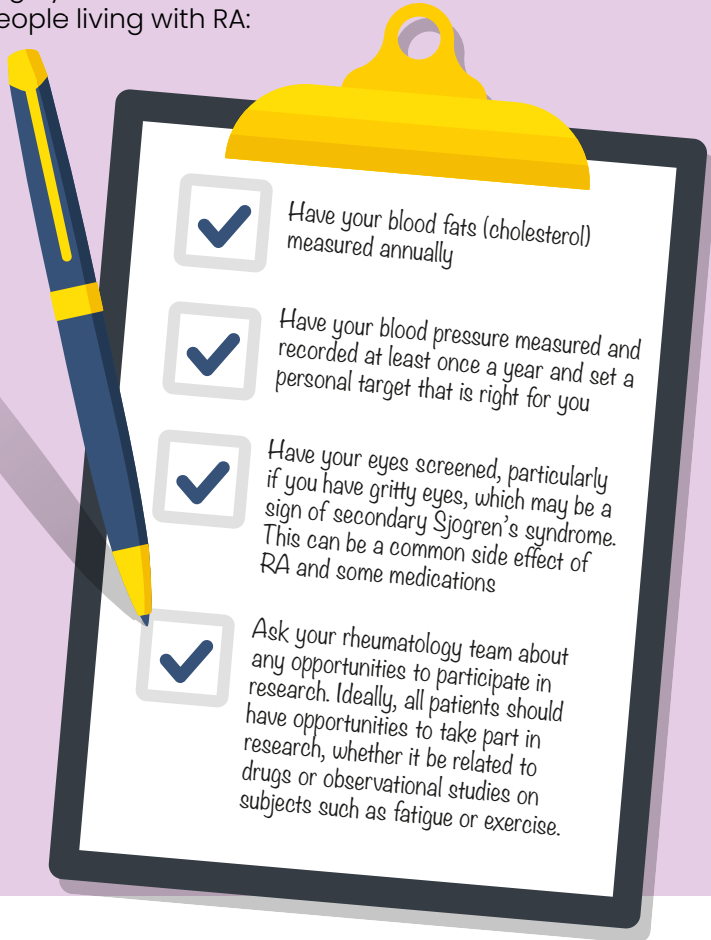 eople living with RA:
Have your blood fats (cholesterol)
measured annually
Have your blood pressure measured and
recorded at least once a year and set a
personal target that is right for you
Have your eyes screened, particularly
if you have gritty eyes, which may be a
sign of secondary Sjogren's syndrome.
This can be a common side effect of
RA and some medications
Ask your rheumatology team about
any opportunities to participate in
research. Ideally, all patients should
have opportunities to take part in
research, whether it be related to
drugs or observational studies on
subjects such as fatigue or exercise.